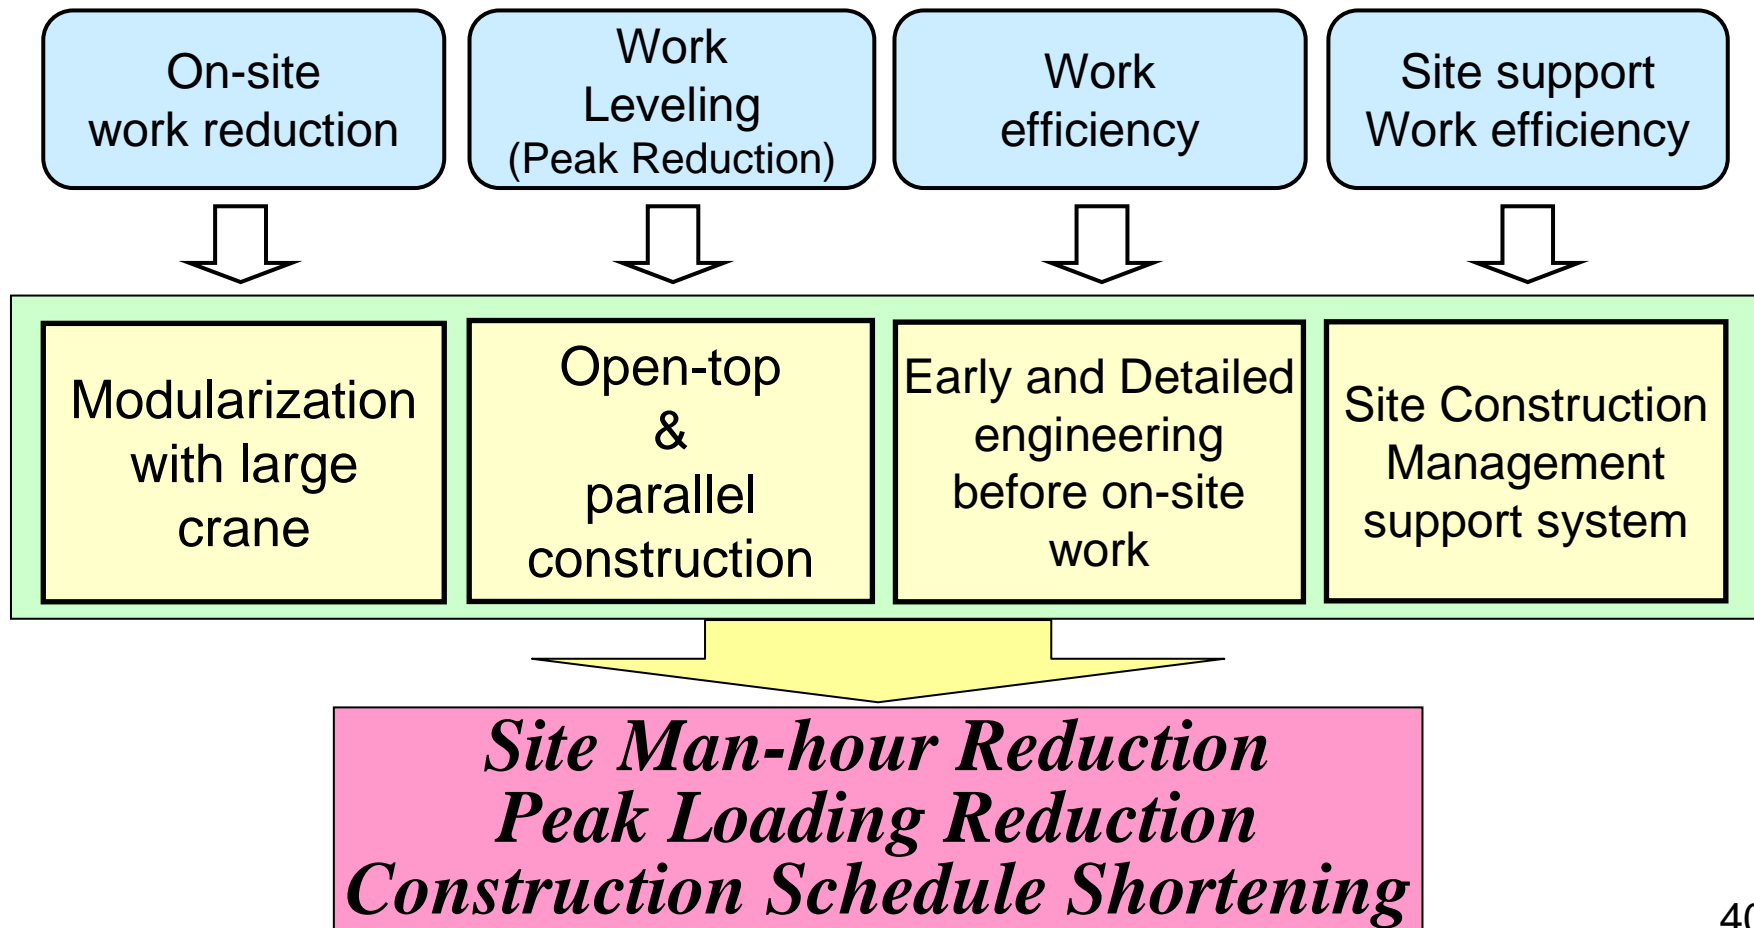 On-site
work reduction
Work
Leveling
(Peak Reduction)
Work
efficiency
Site support
Work efficiency
Modularization
with large
crane
Open-top
&
parallel
construction
Early and Detailed
engineering
before on-site
work
Site Construction
Management
support system
Site Man-hour Reduction
Peak Loading Reduction
Construction Schedule Shortening
40